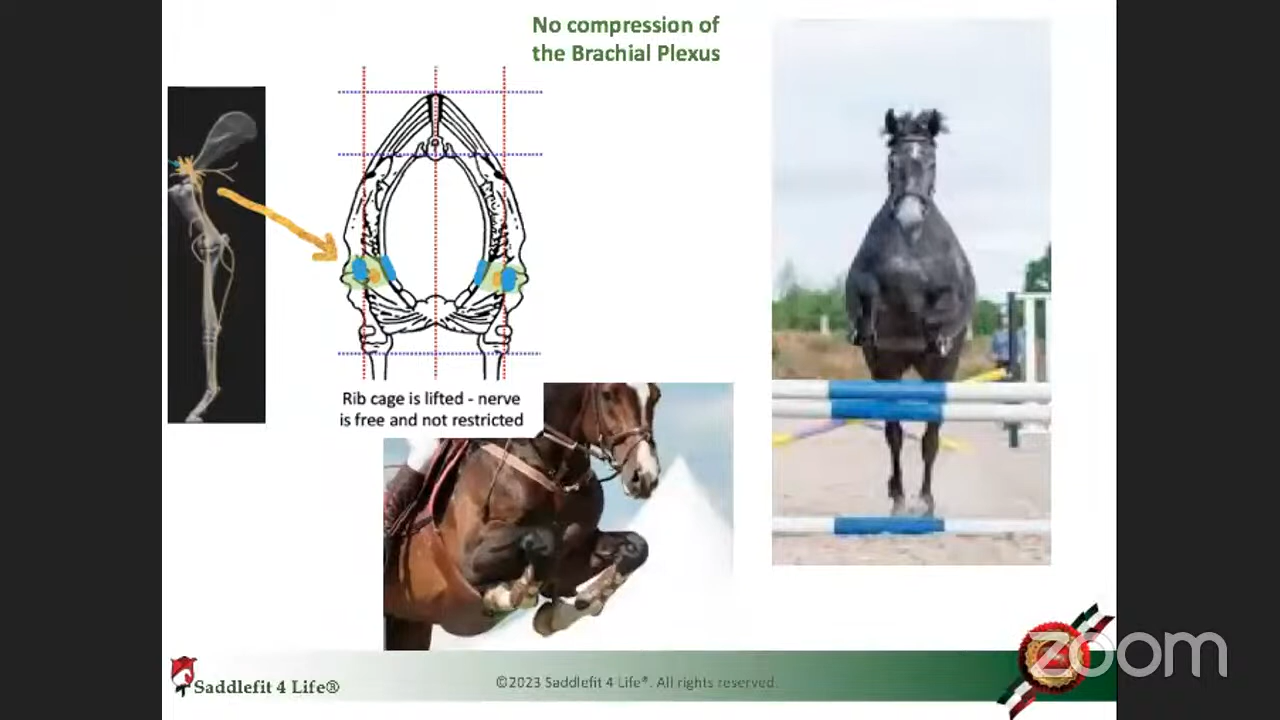 No compression of
the Brachial Plexus
Rib cage is lifted - nerve
is free and not restricted
Saddlefit 4 Life®
©2023 Saddlefit 4 Life®. All rights reserved.
zoom